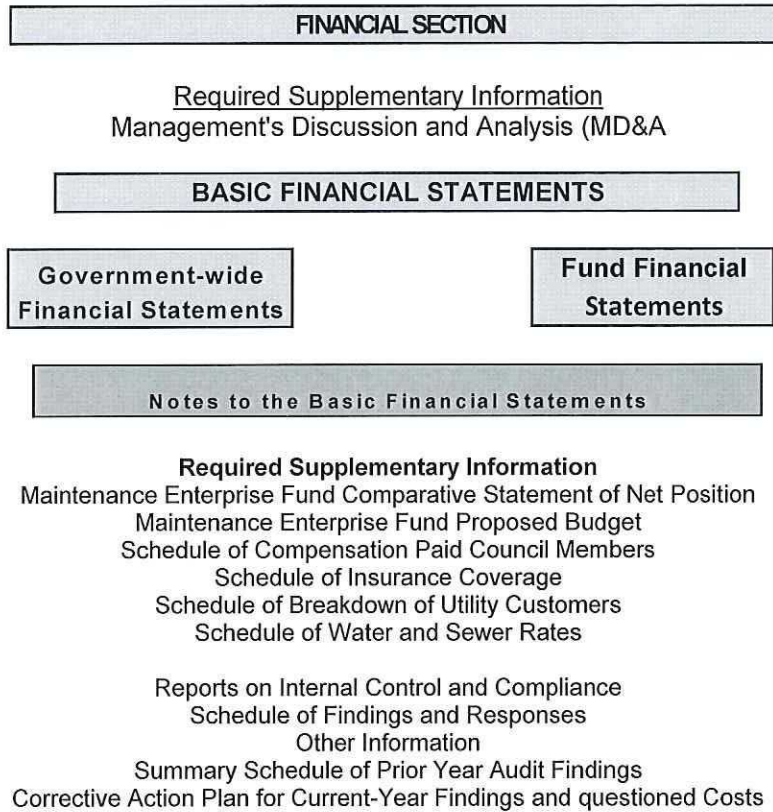 FINANCIAL SECTION
Required Supplementary Information
Management's Discussion and Analysis (MD&A
BASIC FINANCIAL STATEMENTS
Government-wide
Financial Statements
Fund Financial
Statements
Notes to the Basic Financial Statements
Required Supplementary Information
Maintenance Enterprise Fund Comparative Statement of Net Position
Maintenance Enterprise Fund Proposed Budget
Schedule of Compensation Paid Council Members
Schedule of Insurance Coverage
Schedule of Breakdown of Utility Customers
Schedule of Water and Sewer Rates
Reports on Internal Control and Compliance
Schedule of Findings and Responses
Other Information
Summary Schedule of Prior Year Audit Findings
Corrective Action Plan for Current-Year Findings and questioned Costs